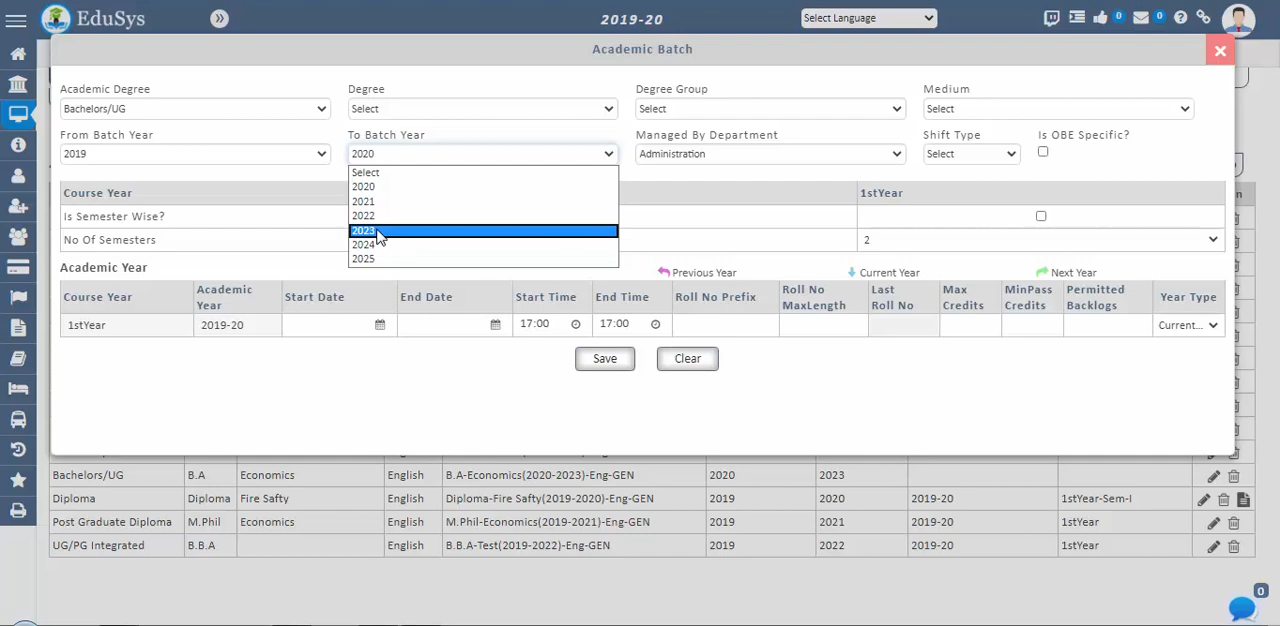 EduSys
2019-20
Select Language
0
0
Academic Batch
Academic Degree
Degree
Degree Group
Medium
Bachelors/UG
Select
Select
Select
From Batch Year
To Batch Year
Managed By Department
Shift Type
Is OBE Specific?
2019
2020
Administration
Select
Select
2020
2021
2022
2023
2024
2025
Course Year
1stYear
Is Semester Wise?
No Of Semesters
2
Academic Year
Previous Year
Current Year
Next Year
Course Year
Academic Year
Start Date
End Date
Start Time
End Time
Roll No Prefix
Roll No MaxLength
Last Roll No
Max Credits
MinPass Credits
Permitted Backlogs
Year Type
1stYear
2019-20
17:00
17:00
Current...
Save
Clear
Bachelors/UG B.A Economics English B.A-Economics(2020-2023)-Eng-GEN 2020 2023
Diploma Diploma Fire Safty English Diploma-Fire Safty(2019-2020)-Eng-GEN 2019 2020 2019-20 1stYear-Sem-I
Post Graduate Diploma M.Phil Economics English M.Phil-Economics(2019-2021)-Eng-GEN 2019 2021 2019-20 1stYear
UG/PG Integrated B.B.A English B.B.A-Test(2019-2022)-Eng-GEN 2019 2022 2019-20 1stYear
0